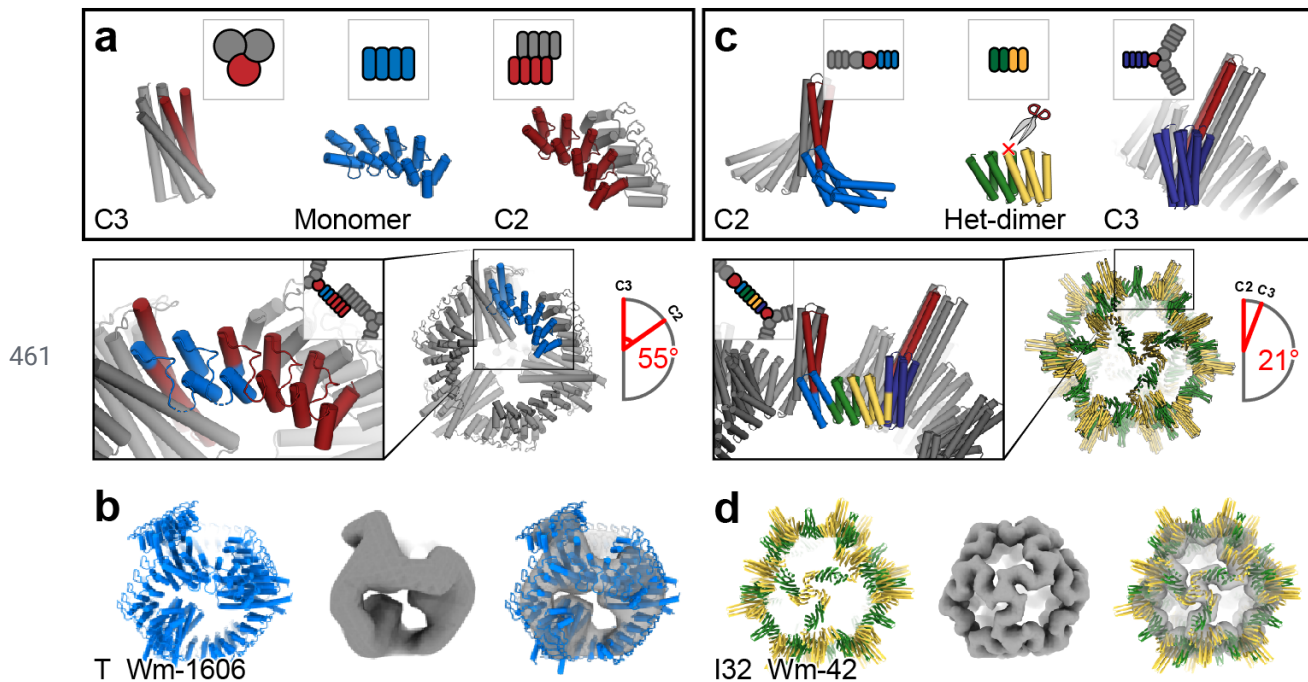 a
C3
Monomer
C2
c
C2
Het-dimer
C3
461
C3
C2
55°
C2
C3
21°
b
T Wm-1606
d
I32 Wm-42